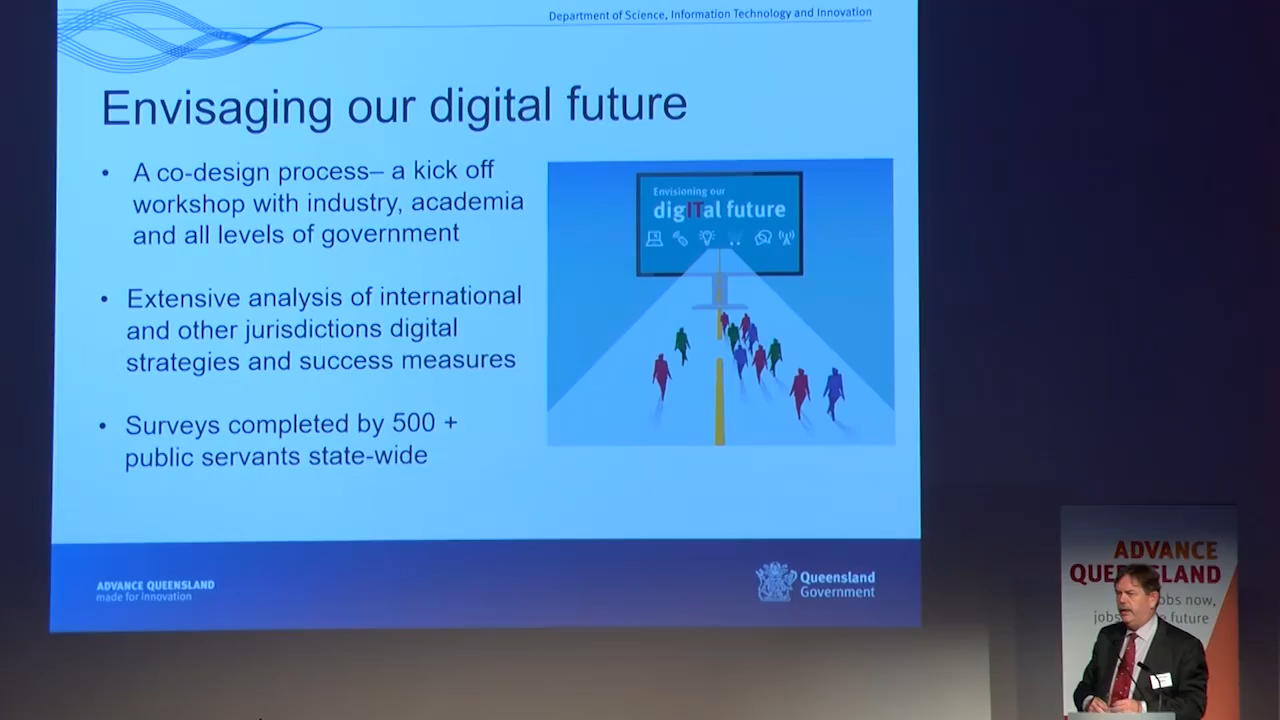 Department of Science, Information Technology and Innovation
Envisaging our digital future
• A co-design process– a kick off
workshop with industry, academia
and all levels of government
• Extensive analysis of international
and other jurisdictions digital
strategies and success measures
• Surveys completed by 500 +
public servants state-wide
Envisioning our
digITal future
ADVANCE QUEENSLAND
made for innovation
Queensland
Government
ADVANCE
QUEENSLAND
obs now,
jobs
future